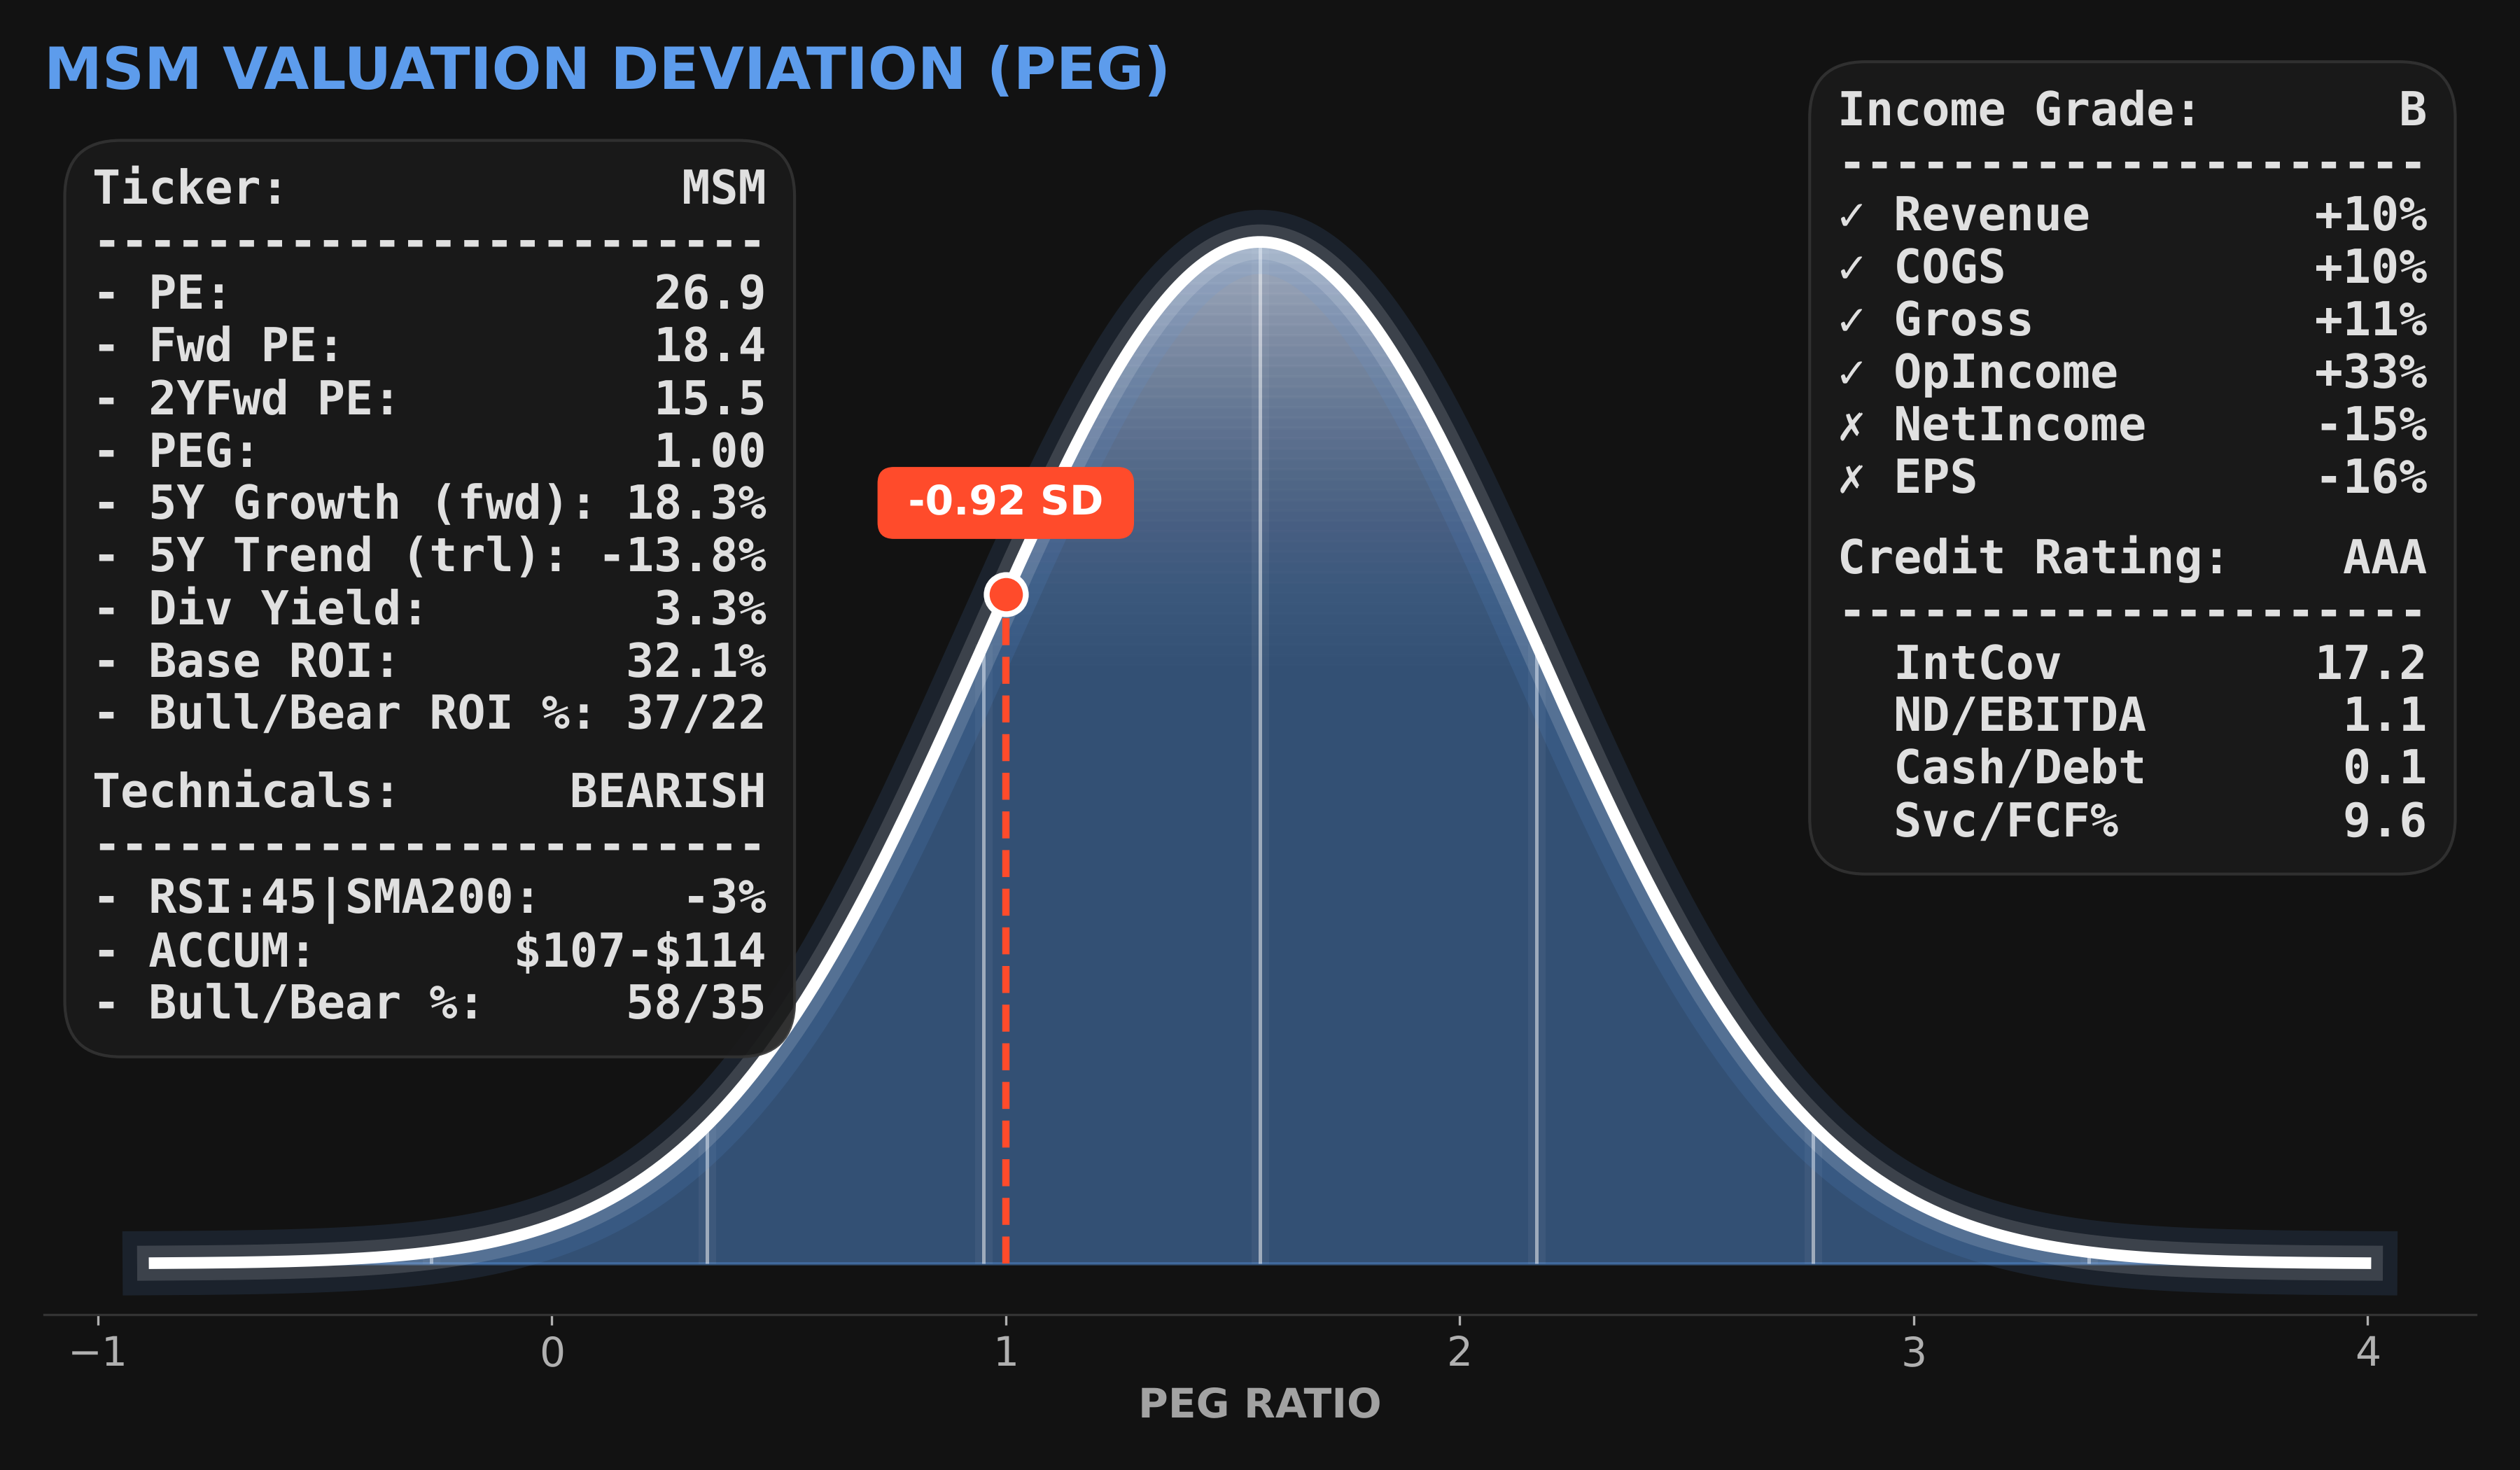 MSM VALUATION DEVIATION (PEG)
Ticker: MSM
------------------------
- PE: 26.9
- Fwd PE: 18.4
- 2YFwd PE: 15.5
- PEG: 1.00
- 5Y Growth (fwd): 18.3%
- 5Y Trend (trl): -13.8%
- Div Yield: 3.3%
- Base ROI: 32.1%
- Bull/Bear ROI %: 37/22
Technicals: BEARISH
------------------------
- RSI:45|SMA200: -3%
- ACCUM: $107-$114
- Bull/Bear %: 58/35
-0.92 SD
Income Grade: B
---------------------
✓ Revenue +10%
✓ COGS +10%
✓ Gross +11%
✓ OpIncome +33%
✗ NetIncome -15%
✗ EPS -16%
Credit Rating: AAA
---------------------
IntCov 17.2
ND/EBITDA 1.1
Cash/Debt 0.1
Svc/FCF% 9.6
−1 0 1 2 3 4
PEG RATIO